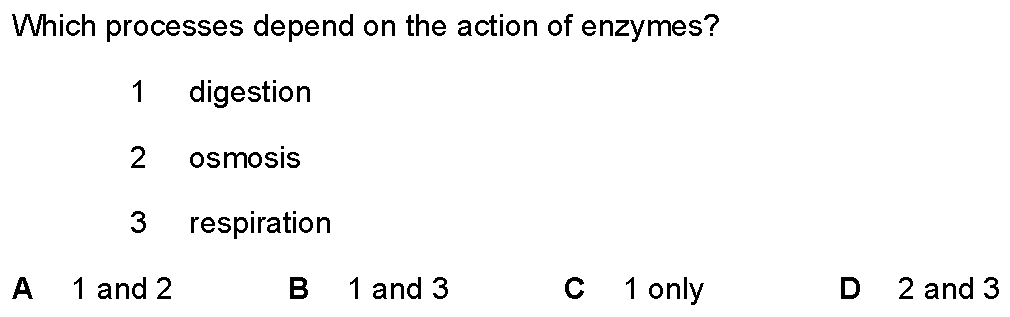 Which processes depend on the action of enzymes?
1 digestion
2 osmosis
3 respiration
A 1 and 2 B 1 and 3 C 1 only D 2 and 3